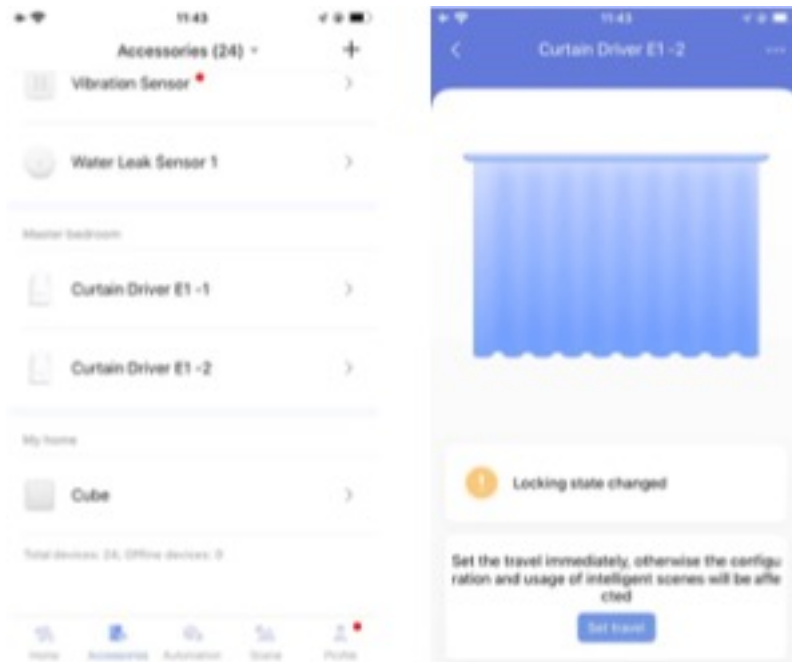 11:43
Accessories (24)
+
Vibration Sensor
Water Leak Sensor 1
Master bedroom
Curtain Driver E1 -1
Curtain Driver E1 -2
My home
Cube
Total devices: 24, Offline devices: 0
Home Accessories Automation Scene Profile
11:43
Curtain Driver E1 -2
Locking state changed
Set the travel immediately, otherwise the configu
ration and usage of intelligent scenes will be affe
cted
Set travel